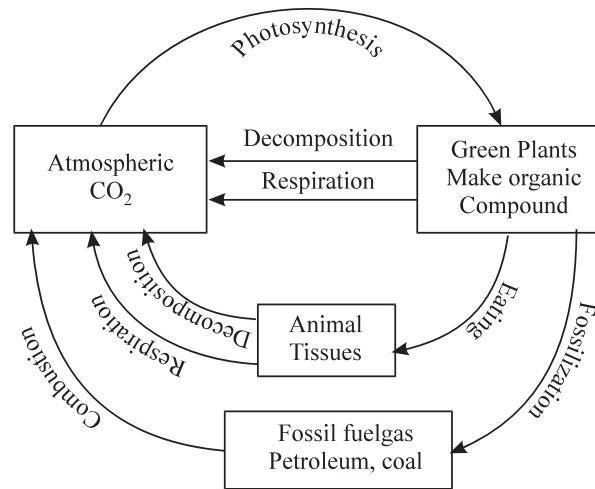 Photosynthesis
Atmospheric
CO₂
Decomposition
Respiration
Green Plants
Make organic
Compound
Decomposition
Respiration
Combustion
Animal
Tissues
Eating
Fossilization
Fossil fuelgas
Petroleum, coal